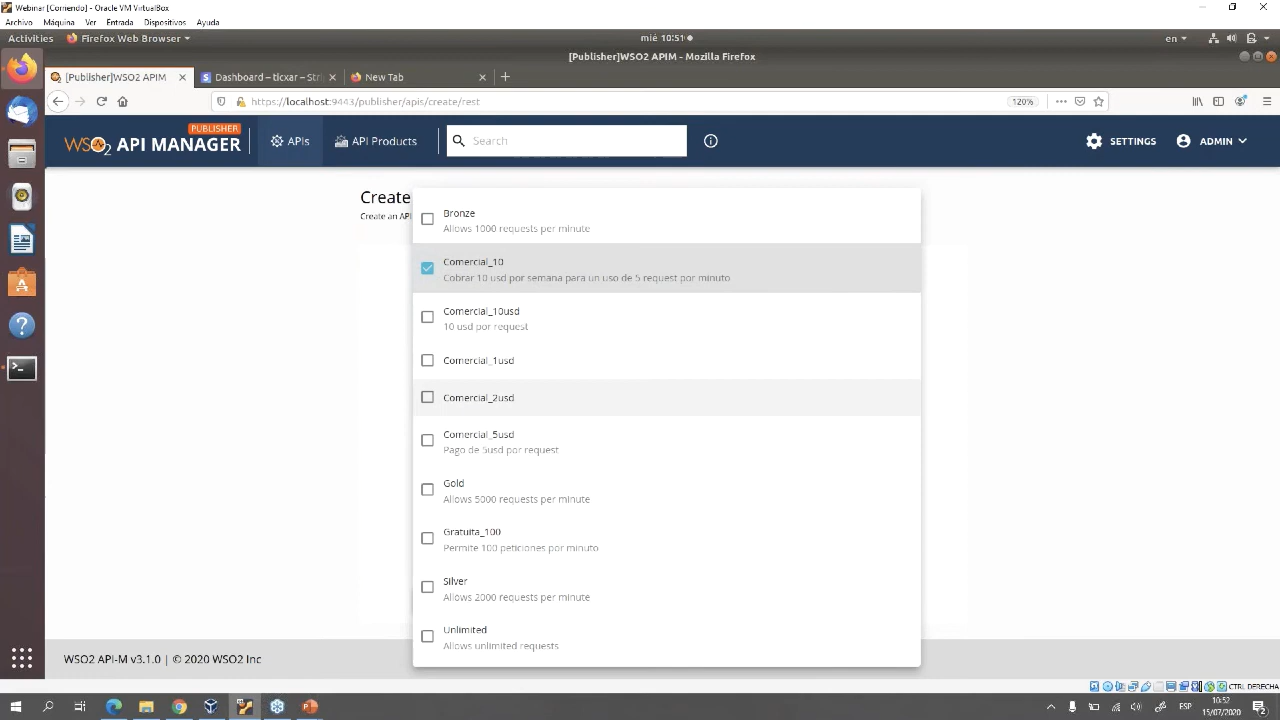 Webinar [Corriendo] - Oracle VM VirtualBox
Archivo Máquina Ver Entrada Dispositivos Ayuda
Activities Firefox Web Browser mié 10:51 en
[Publisher]WSO2 APIM - Mozilla Firefox
[Publisher]WSO2 APIM Dashboard – ticxar – Stri New Tab
https://localhost:9443/publisher/apis/create/rest 120%
PUBLISHER
WSO2 API MANAGER APIs API Products Search SETTINGS ADMIN
Create
Create an API
Bronze
Allows 1000 requests per minute
Comercial_10
Cobrar 10 usd por semana para un uso de 5 request por minuto
Comercial_10usd
10 usd por request
Comercial_1usd
Comercial_2usd
Comercial_5usd
Pago de 5usd por request
Gold
Allows 5000 requests per minute
Gratuita_100
Permite 100 peticiones por minuto
Silver
Allows 2000 requests per minute
Unlimited
Allows unlimited requests
WSO2 API-M v3.1.0 | © 2020 WSO2 Inc
CTRL DERECHA
ESP 10:52
15/07/2020